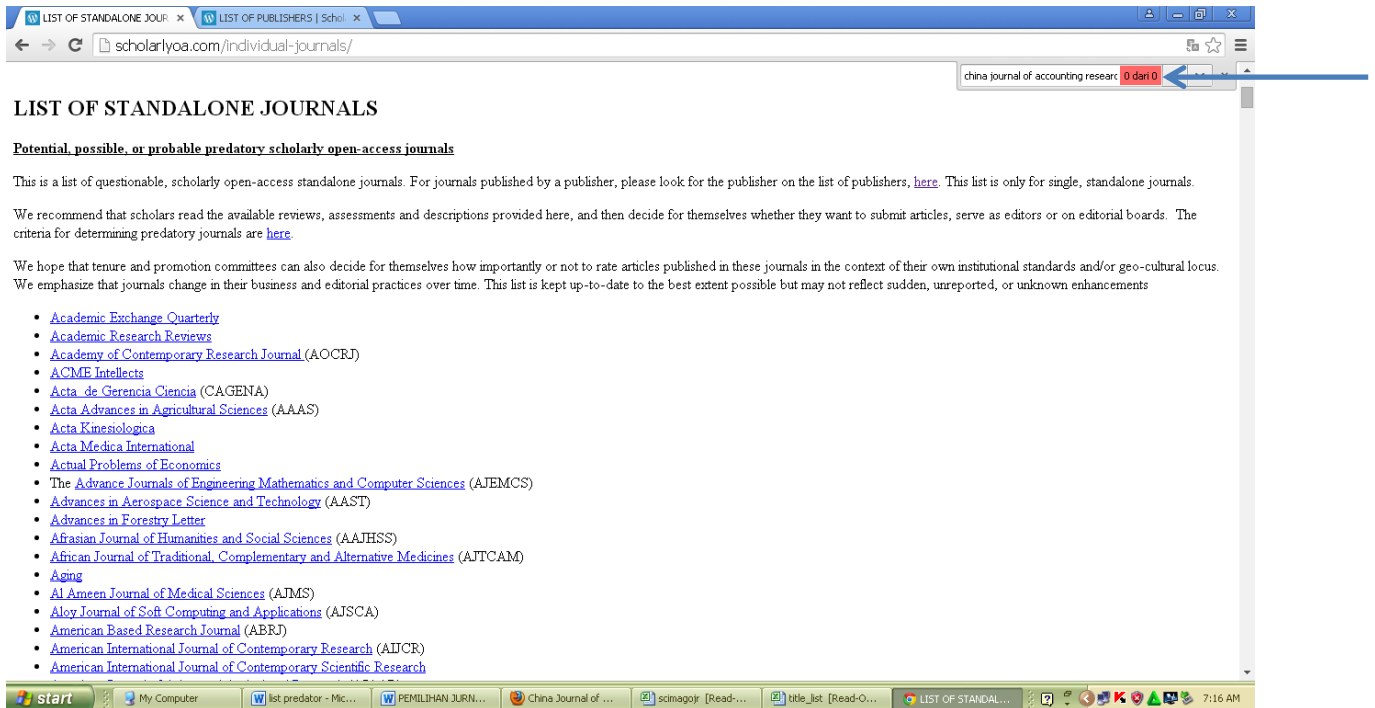 LIST OF STANDALONE JOUR
LIST OF PUBLISHERS | Schol
scholarlyoa.com/individual-journals/
china journal of accounting researc 0 dari 0
LIST OF STANDALONE JOURNALS
Potential, possible, or probable predatory scholarly open-access journals
This is a list of questionable, scholarly open-access standalone journals. For journals published by a publisher, please look for the publisher on the list of publishers, here. This list is only for single, standalone journals.
We recommend that scholars read the available reviews, assessments and descriptions provided here, and then decide for themselves whether they want to submit articles, serve as editors or on editorial boards. The
criteria for determining predatory journals are here.
We hope that tenure and promotion committees can also decide for themselves how importantly or not to rate articles published in these journals in the context of their own institutional standards and/or geo-cultural locus.
We emphasize that journals change in their business and editorial practices over time. This list is kept up-to-date to the best extent possible but may not reflect sudden, unreported, or unknown enhancements
• Academic Exchange Quarterly
• Academic Research Reviews
• Academy of Contemporary Research Journal (AOCRJ)
• ACME Intellects
• Acta de Gerencia Ciencia (CAGENA)
• Acta Advances in Agricultural Sciences (AAAS)
• Acta Kinesiologica
• Acta Medica International
• Actual Problems of Economics
• The Advance Journals of Engineering Mathematics and Computer Sciences (AJEMCS)
• Advances in Aerospace Science and Technology (AAST)
• Advances in Forestry Letter
• Afrasian Journal of Humanities and Social Sciences (AAJHSS)
• African Journal of Traditional, Complementary and Alternative Medicines (AJTCAM)
• Aging
• Al Ameen Journal of Medical Sciences (AJMS)
• Aloy Journal of Soft Computing and Applications (AJSCA)
• American Based Research Journal (ABRJ)
• American International Journal of Contemporary Research (AIJCR)
• American International Journal of Contemporary Scientific Research
start
My Computer
list predator - Mic...
PEMILIHAN JURN...
China Journal of ...
scimagojr [Read-...
title_list [Read-O...
LIST OF STANDAL...
7:16 AM